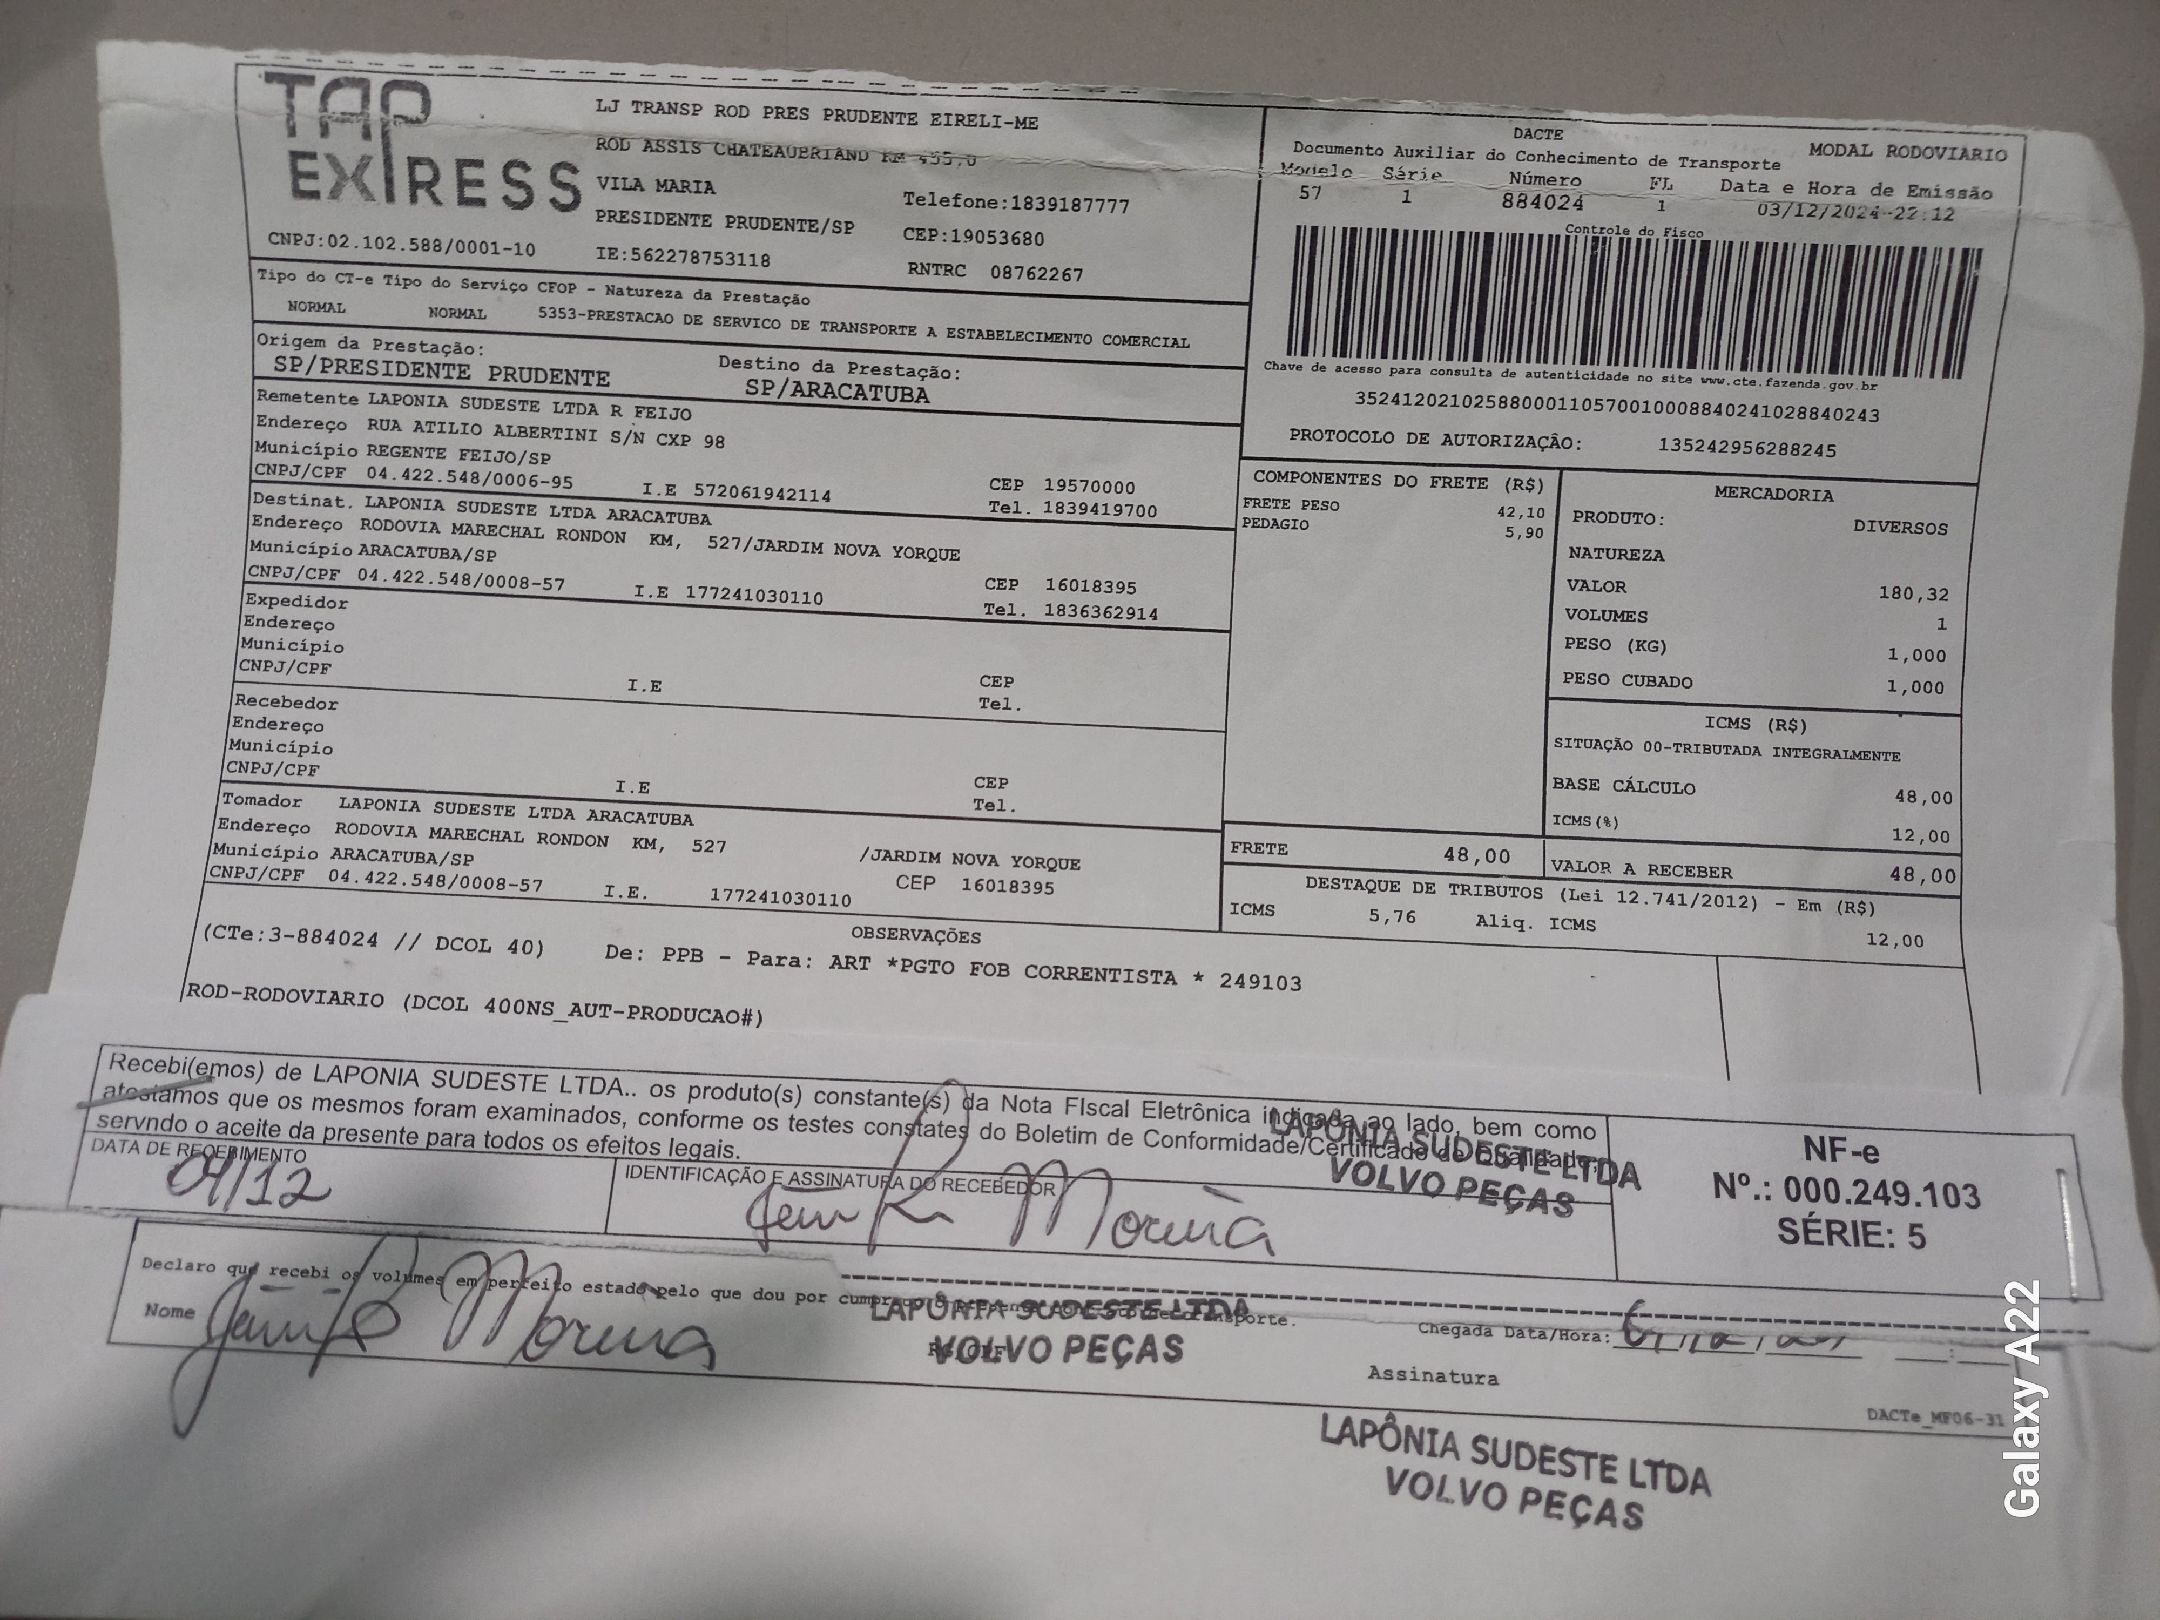 TAP EXPRESS
LJ TRANSP ROD PRES PRUDENTE EIRELI-ME
ROD ASSIS CHATEAUBRIAND KM 455,0
VILA MARIA
PRESIDENTE PRUDENTE/SP
Telefone:1839187777
CEP:19053680
CNPJ:02.102.588/0001-10 IE:562278753118 RNTRC 08762267
DACTE
Documento Auxiliar do Conhecimento de Transporte MODAL RODOVIARIO
Modelo Série Número FL Data e Hora de Emissão
57 1 884024 1 03/12/2024-22:12
Controle do Fisco
Chave de acesso para consulta de autenticidade no site www.cte.fazenda.gov.br
35241202102588000110570010008840241028840243
PROTOCOLO DE AUTORIZAÇÃO: 135242956288245
Tipo do CT-e Tipo do Serviço CFOP - Natureza da Prestação
NORMAL NORMAL 5353-PRESTACAO DE SERVICO DE TRANSPORTE A ESTABELECIMENTO COMERCIAL
Origem da Prestação: Destino da Prestação:
SP/PRESIDENTE PRUDENTE SP/ARACATUBA
Remetente LAPONIA SUDESTE LTDA R FEIJO
Endereço RUA ATILIO ALBERTINI S/N CXP 98
Município REGENTE FEIJO/SP CEP 19570000
CNPJ/CPF 04.422.548/0006-95 I.E 572061942114 Tel. 1839419700
Destinat. LAPONIA SUDESTE LTDA ARACATUBA
Endereço RODOVIA MARECHAL RONDON KM, 527/JARDIM NOVA YORQUE
Município ARACATUBA/SP CEP 16018395
CNPJ/CPF 04.422.548/0008-57 I.E 177241030110 Tel. 1836362914
Expedidor
Endereço
Município CEP
CNPJ/CPF I.E Tel.
Recebedor
Endereço
Município CEP
CNPJ/CPF I.E Tel.
Tomador LAPONIA SUDESTE LTDA ARACATUBA
Endereço RODOVIA MARECHAL RONDON KM, 527 /JARDIM NOVA YORQUE
Município ARACATUBA/SP CEP 16018395
CNPJ/CPF 04.422.548/0008-57 I.E. 177241030110
COMPONENTES DO FRETE (R$)
FRETE PESO 42,10
PEDAGIO 5,90
MERCADORIA
PRODUTO: DIVERSOS
NATUREZA
VALOR 180,32
VOLUMES 1
PESO (KG) 1,000
PESO CUBADO 1,000
ICMS (R$)
SITUAÇÃO 00-TRIBUTADA INTEGRALMENTE
BASE CÁLCULO 48,00
ICMS(%) 12,00
FRETE 48,00 VALOR A RECEBER 48,00
DESTAQUE DE TRIBUTOS (Lei 12.741/2012) - Em (R$)
ICMS 5,76 Aliq. ICMS 12,00
OBSERVAÇÕES
(CTe:3-884024 // DCOL 40) De: PPB - Para: ART *PGTO FOB CORRENTISTA * 249103
ROD-RODOVIARIO (DCOL 400NS_AUT-PRODUCAO#)
Recebi(emos) de LAPONIA SUDESTE LTDA.. os produto(s) constante(s) da Nota FIscal Eletrônica indicada ao lado, bem como
atestamos que os mesmos foram examinados, conforme os testes constates do Boletim de Conformidade/Certificado de Qualidade,
servndo o aceite da presente para todos os efeitos legais.
LAPÔNIA SUDESTE LTDA
VOLVO PEÇAS
DATA DE RECEBIMENTO
04/12
IDENTIFICAÇÃO E ASSINATURA DO RECEBEDOR
Moreira
NF-e
Nº.: 000.249.103
SÉRIE: 5
Declaro que recebi os volumes em perfeito estado pelo que dou por
Nome Moreira
LAPÔNIA SUDESTE LTDA
VOLVO PEÇAS
Chegada Data/Hora:
Assinatura
DACTe_MF06-31
LAPÔNIA SUDESTE LTDA
VOLVO PEÇAS
Galaxy A22